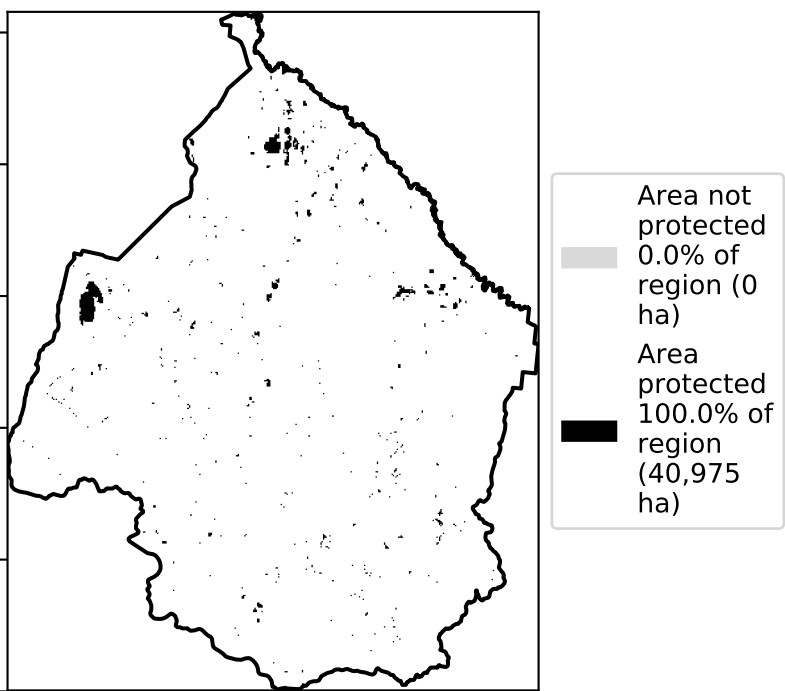 Area not
protected
0.0% of
region (0
ha)
Area
protected
100.0% of
region
(40,975
ha)